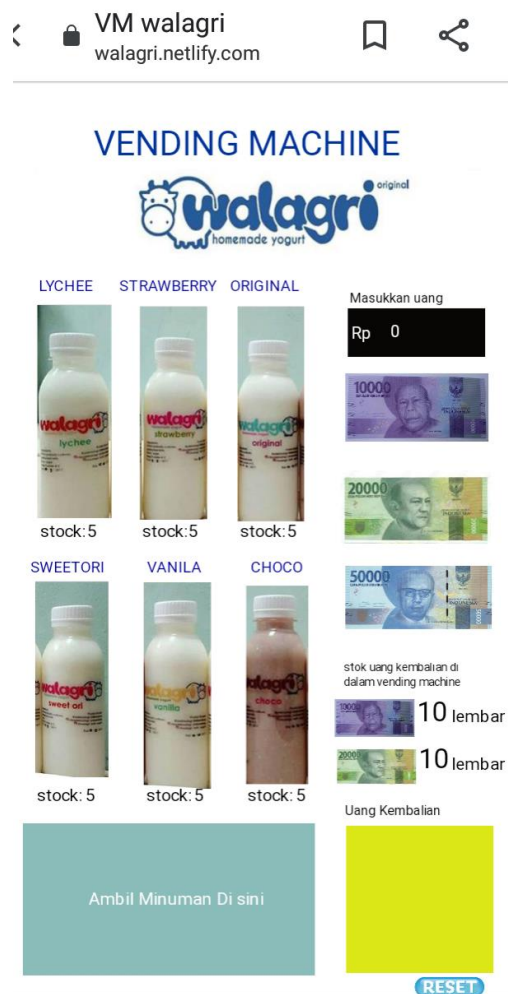 VM walagri
walagri.netlify.com
VENDING MACHINE
walagri original
homemade yogurt
LYCHEE STRAWBERRY ORIGINAL
Masukkan uang
Rp 0
10000
walagri
lychee
walagri
strawberry
walagri
original
20000
stock:5 stock:5 stock:5
SWEETORI VANILA CHOCO
50000
walagri
sweet ori
walagri
vanilla
walagri
choco
stok uang kembalian di
dalam vending machine
10000 10 lembar
20000 10 lembar
stock: 5 stock: 5 stock: 5
Uang Kembalian
Ambil Minuman Di sini
RESET